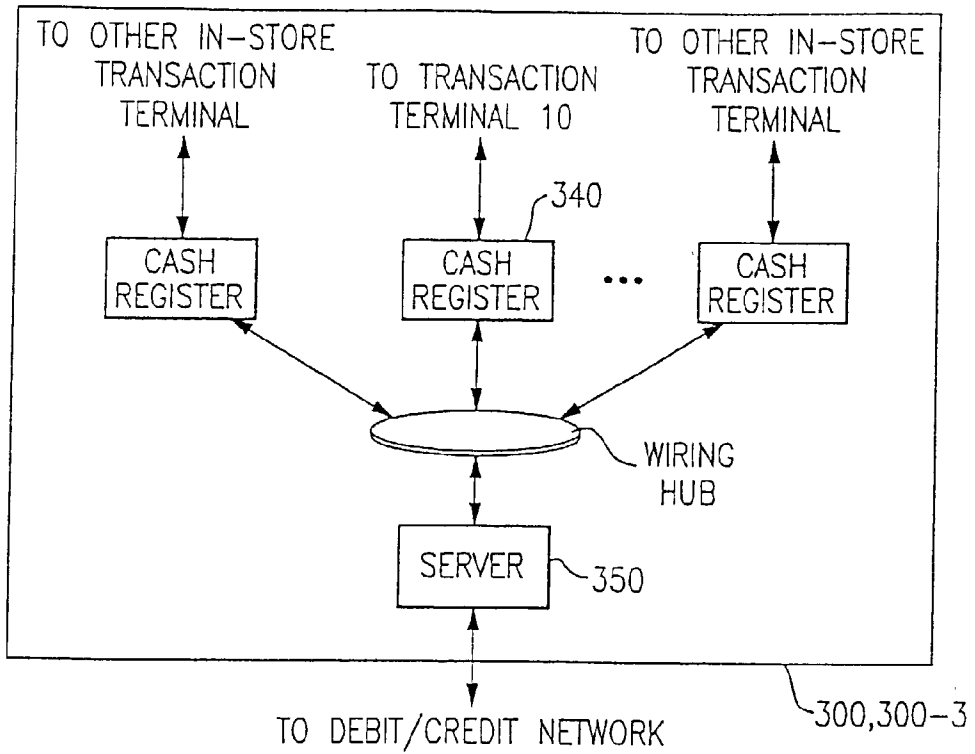 TO OTHER IN-STORE
TRANSACTION
TERMINAL
TO TRANSACTION
TERMINAL 10
TO OTHER IN-STORE
TRANSACTION
TERMINAL
340
CASH
REGISTER
CASH
REGISTER
...
CASH
REGISTER
WIRING
HUB
SERVER
350
300,300-3
TO DEBIT/CREDIT NETWORK